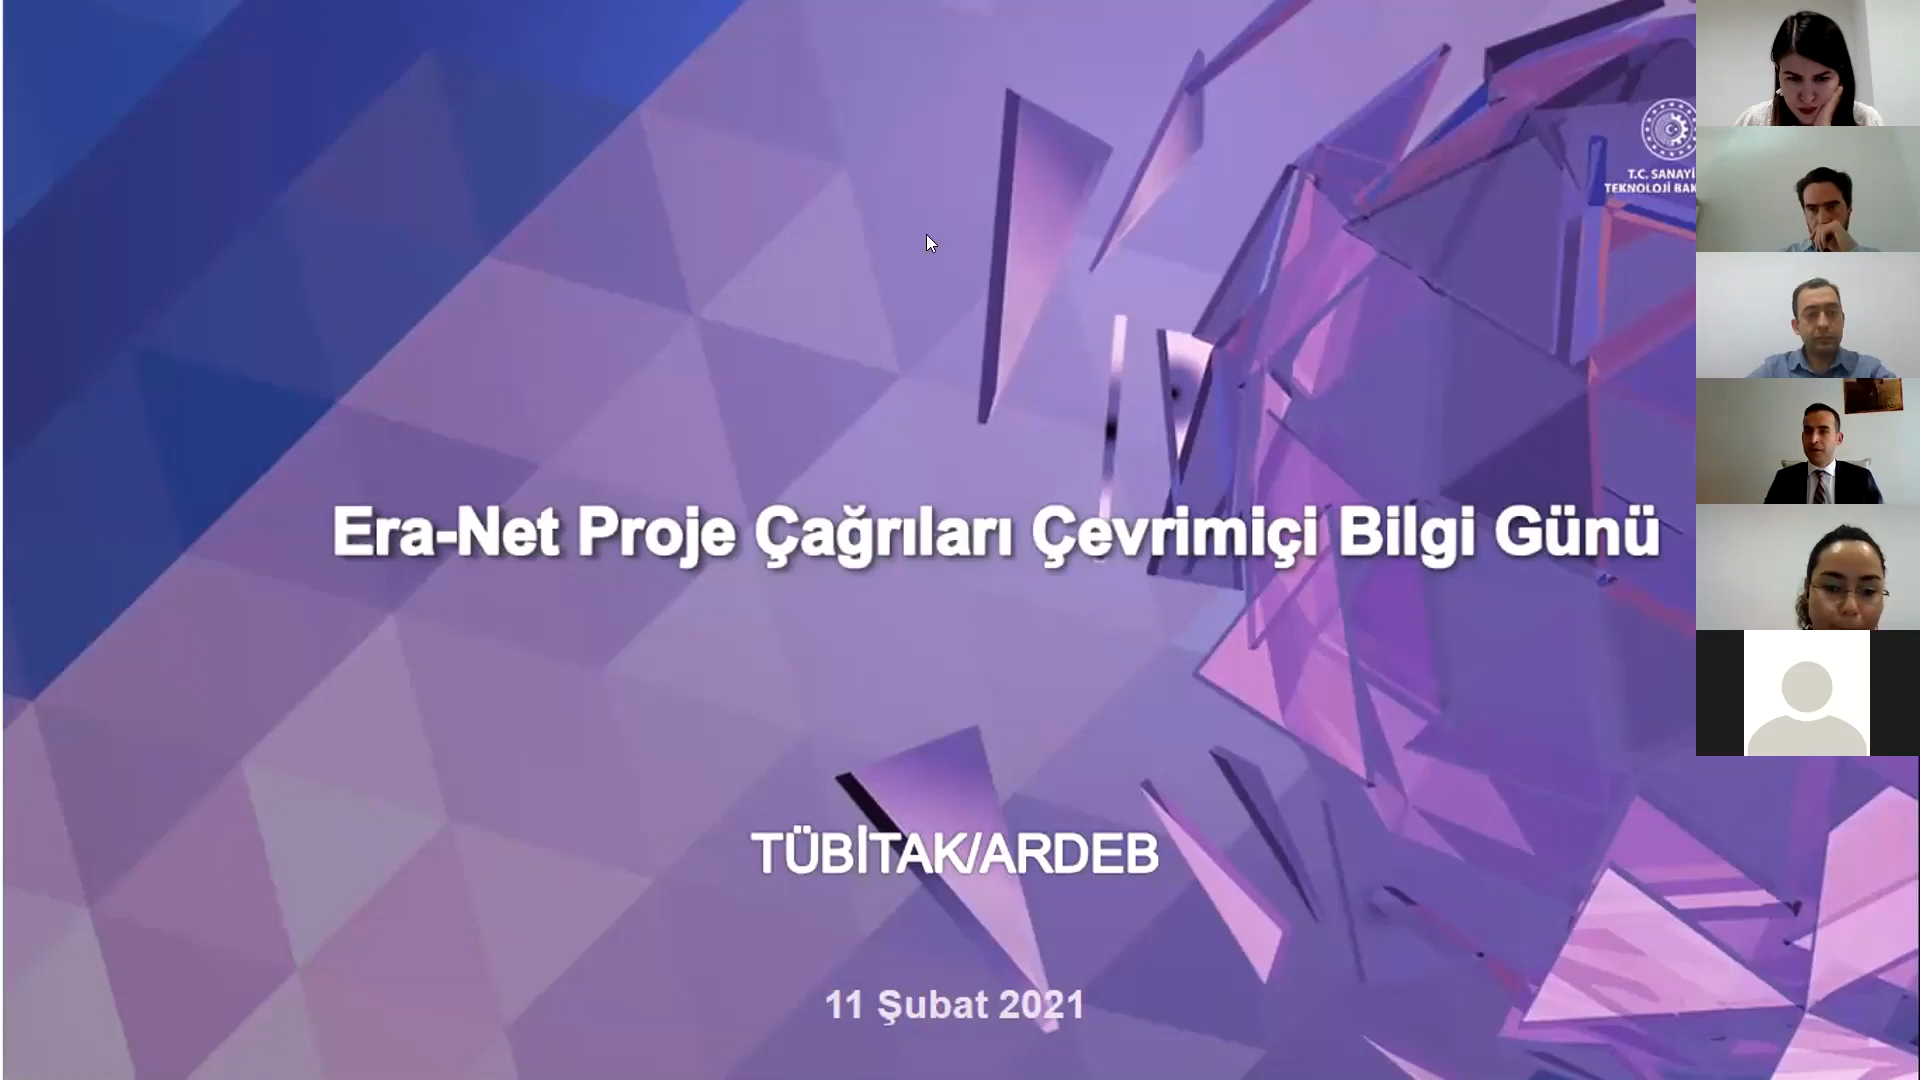 T.C. SANAYİ
TEKNOLOJİ BAK
Era-Net Proje Çağrıları Çevrimiçi Bilgi Günü
TÜBİTAK/ARDEB
11 Şubat 2021